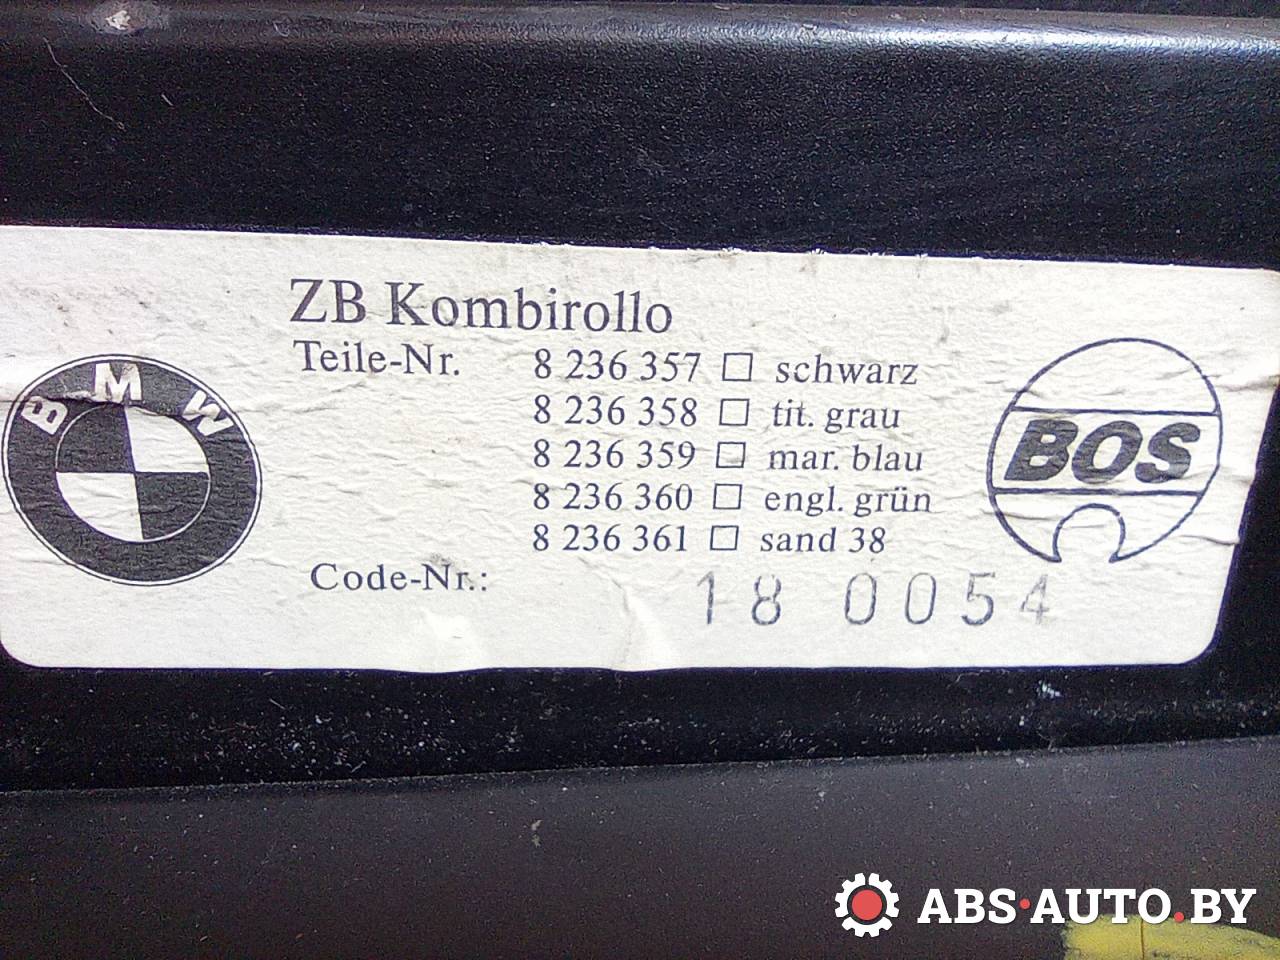 ZB Kombirollo
Teile-Nr. 8 236 357 □ schwarz
8 236 358 □ tit. grau
8 236 359 □ mar. blau
8 236 360 □ engl. grün
8 236 361 □ sand 38
Code-Nr.: 18 0054
BMW
BOS
ABS·AUTO.BY